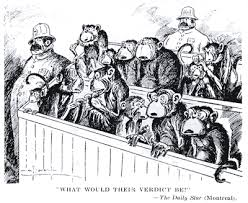 "WHAT WOULD THEIR VERDICT BE?"
—The Daily Star (Montreal).